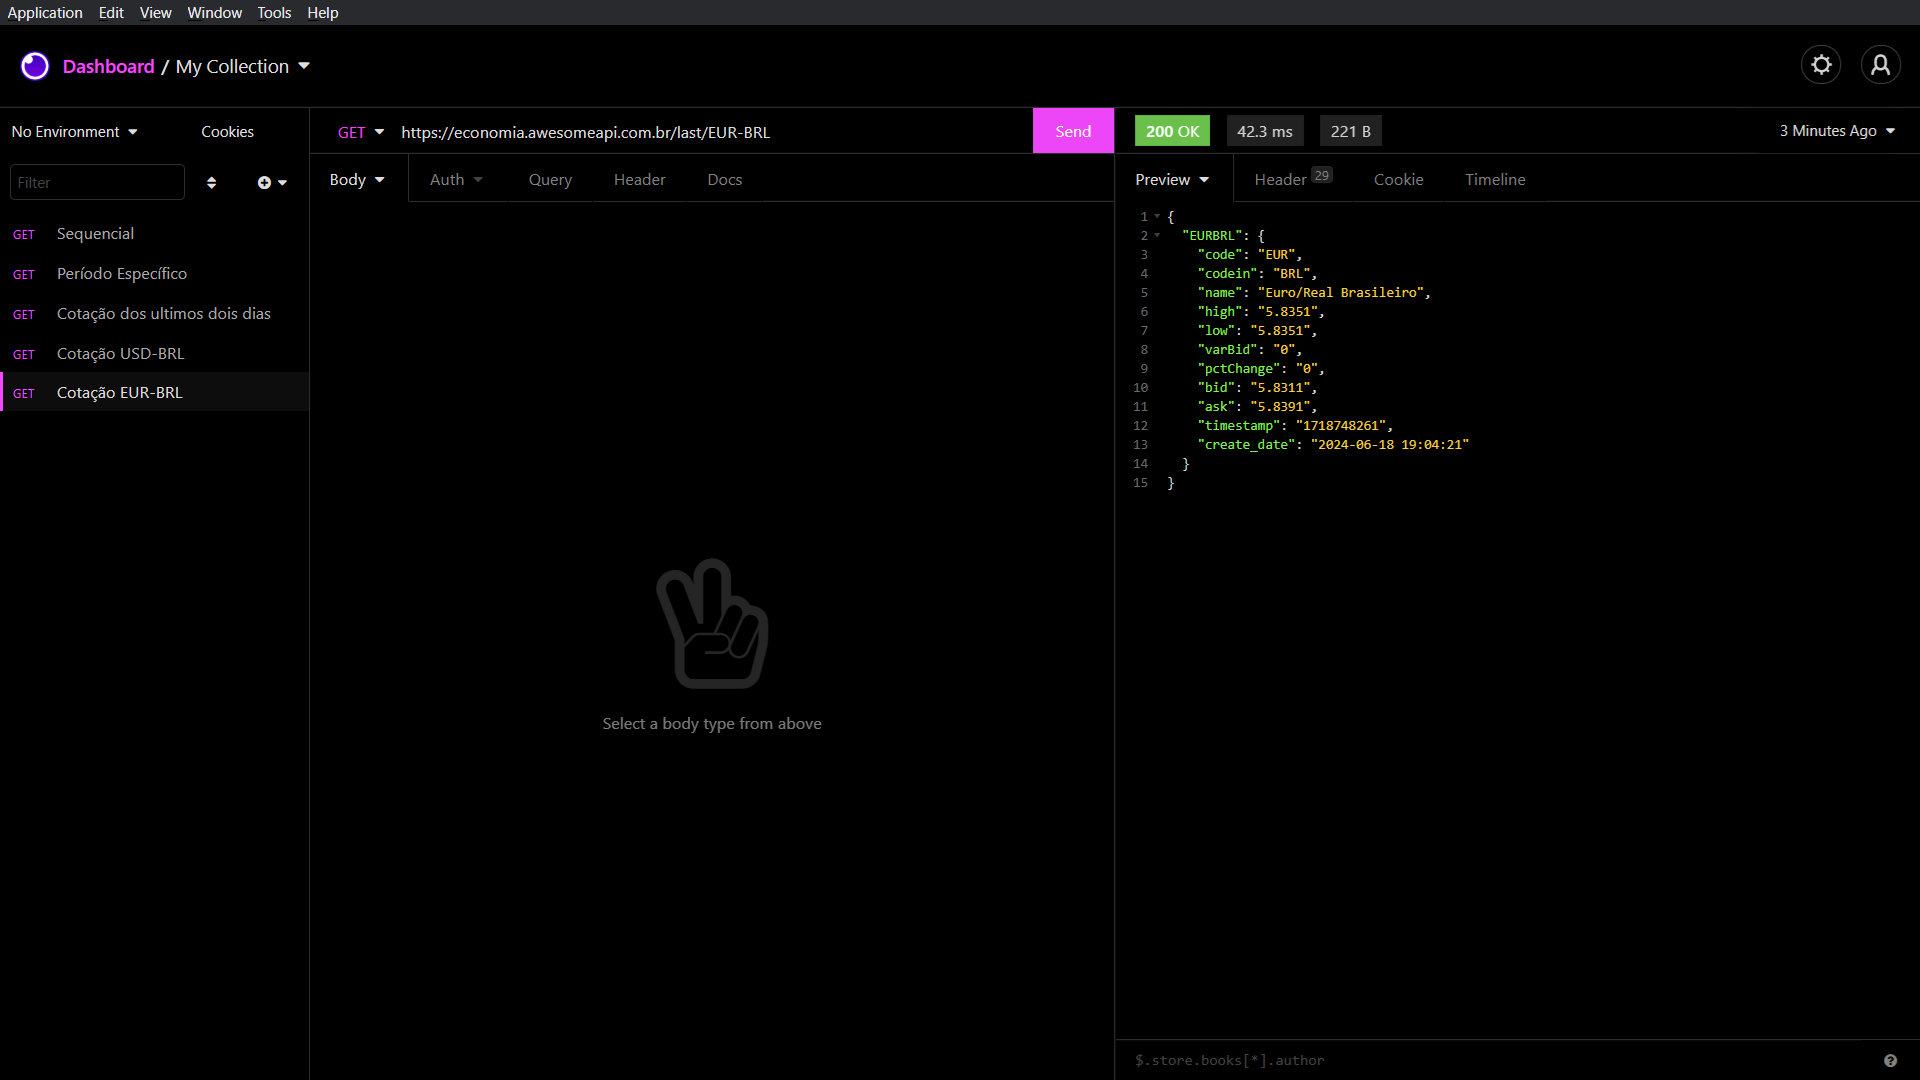 Application Edit View Window Tools Help
Dashboard / My Collection
No Environment Cookies
Filter
GET Sequencial
GET Período Específico
GET Cotação dos ultimos dois dias
GET Cotação USD-BRL
GET Cotação EUR-BRL
GET https://economia.awesomeapi.com.br/last/EUR-BRL Send
Body Auth Query Header Docs
Select a body type from above
200 OK 42.3 ms 221 B 3 Minutes Ago
Preview Header 29 Cookie Timeline
1 {
2 "EURBRL": {
3 "code": "EUR",
4 "codein": "BRL",
5 "name": "Euro/Real Brasileiro",
6 "high": "5.8351",
7 "low": "5.8351",
8 "varBid": "0",
9 "pctChange": "0",
10 "bid": "5.8311",
11 "ask": "5.8391",
12 "timestamp": "1718748261",
13 "create_date": "2024-06-18 19:04:21"
14 }
15 }
$.store.books[*].author